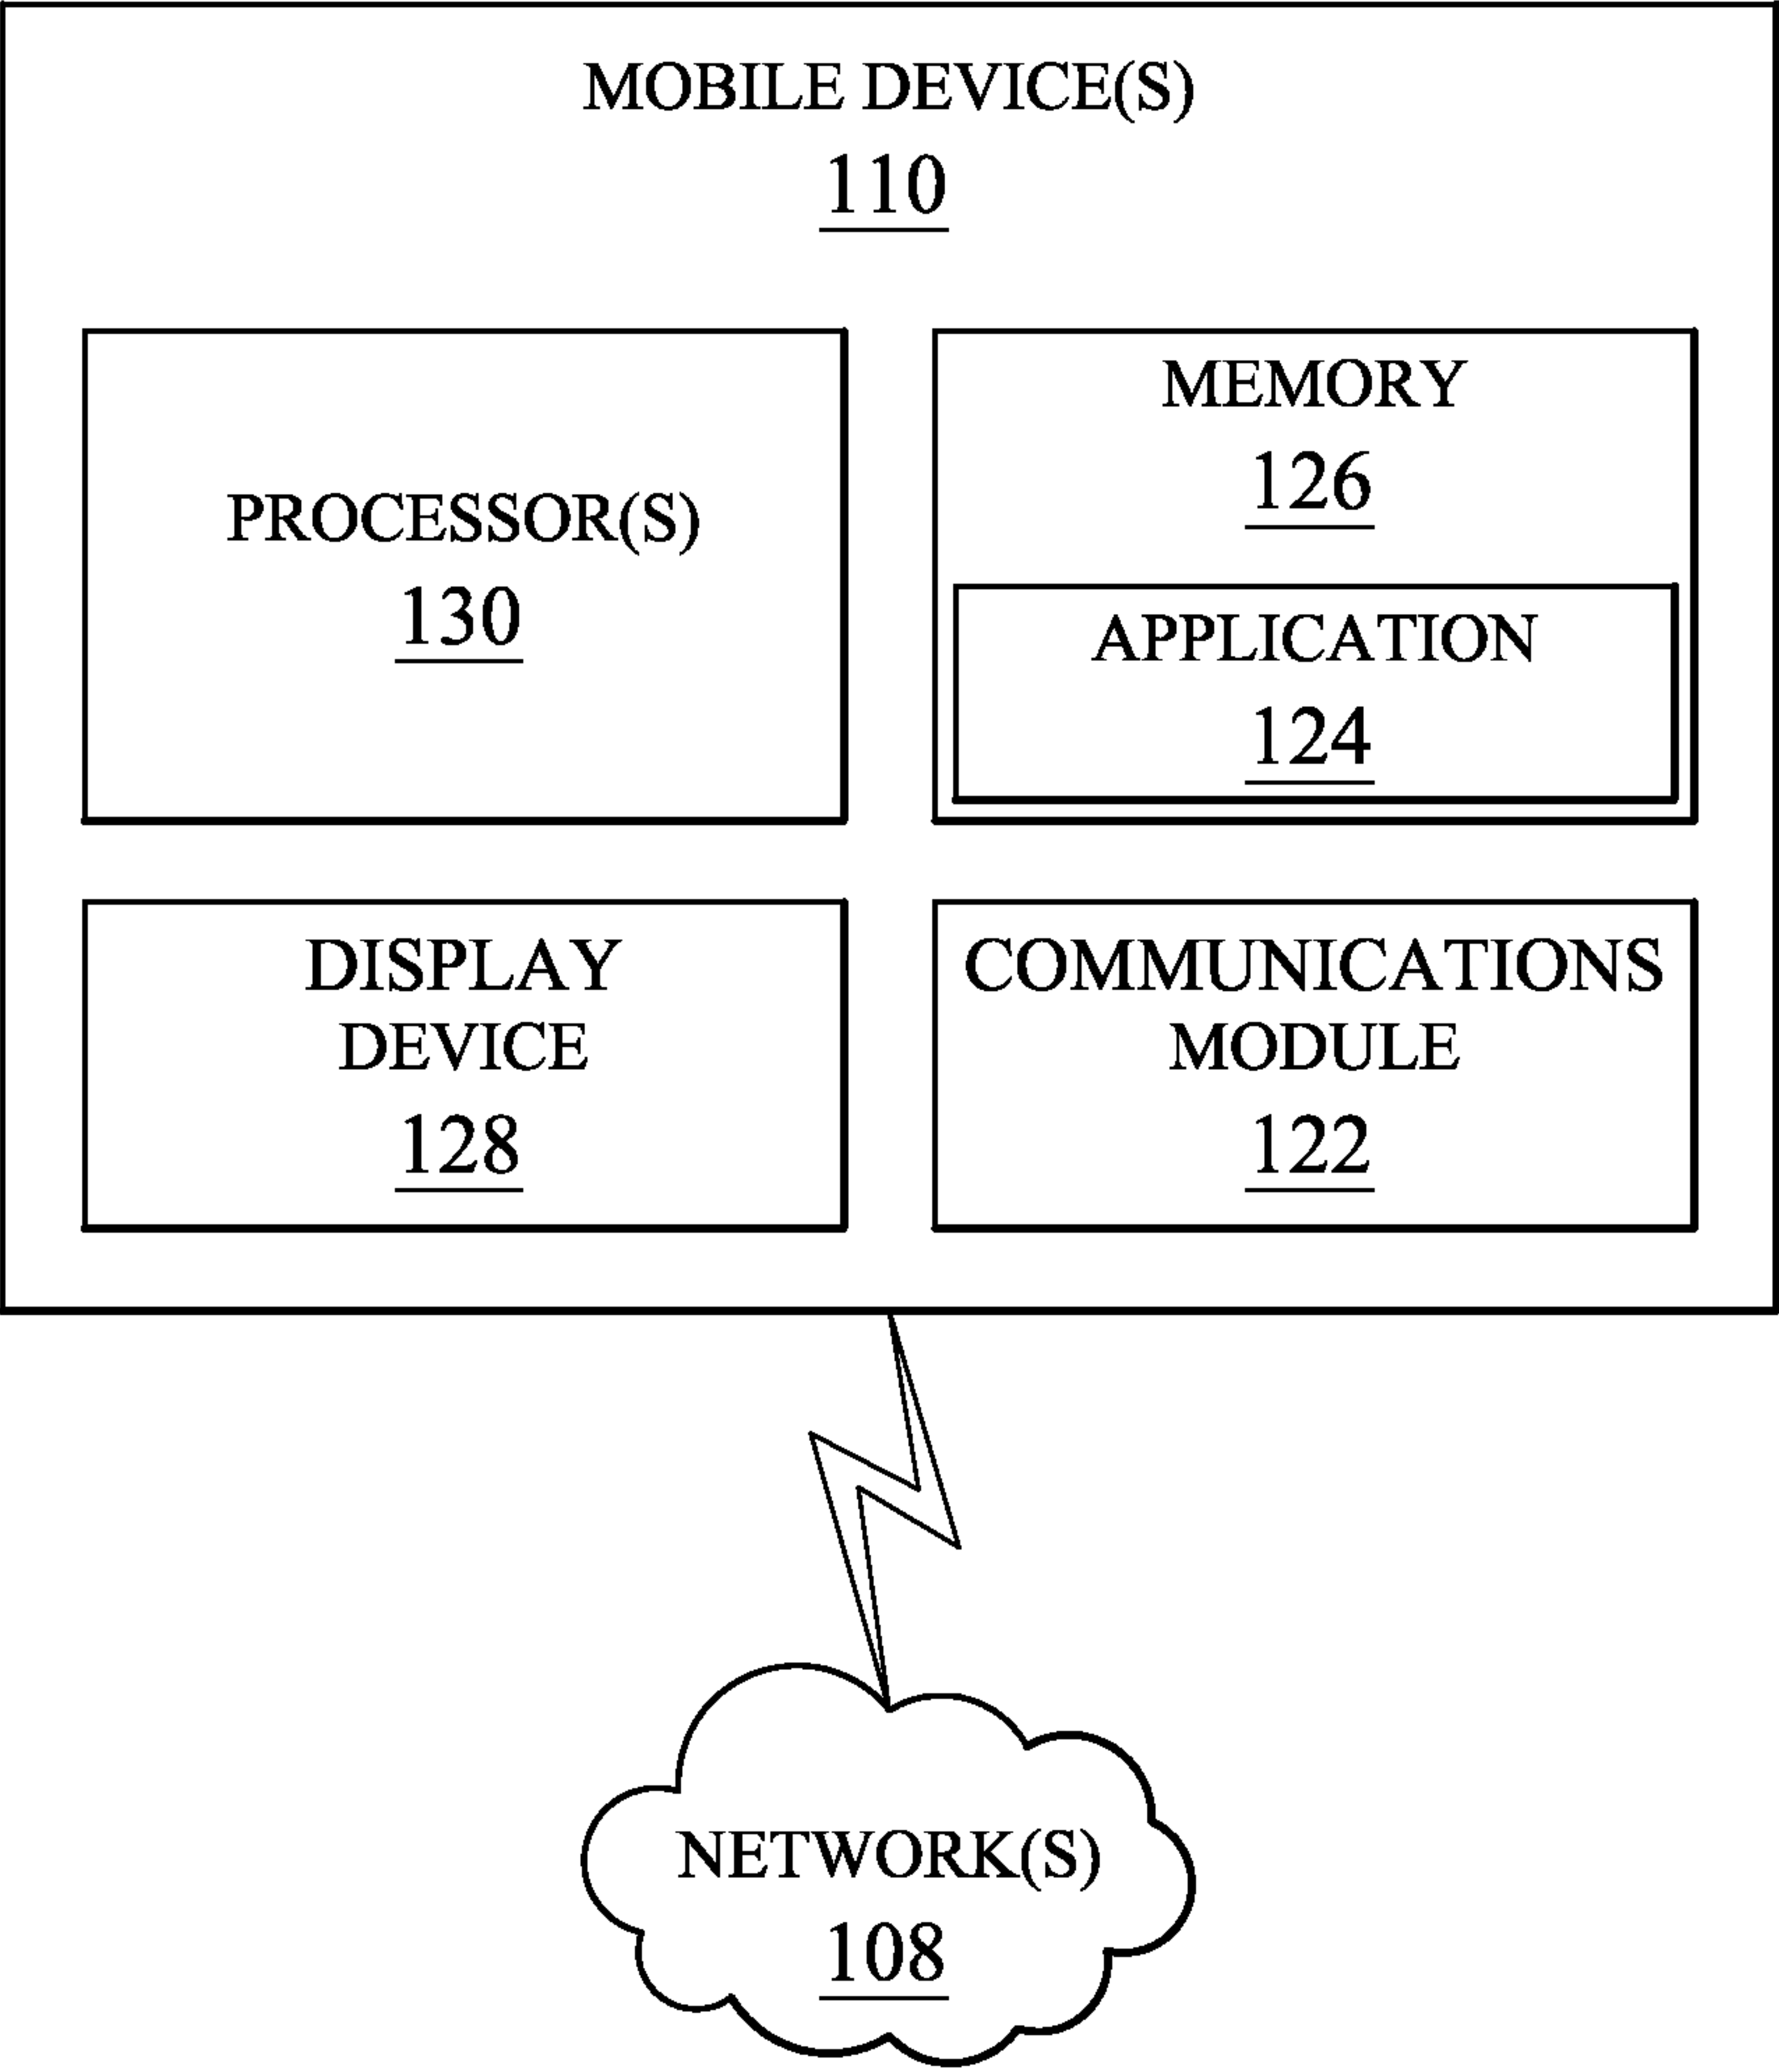 MOBILE DEVICE(S)
110
PROCESSOR(S)
130
MEMORY
126
APPLICATION
124
DISPLAY
DEVICE
128
COMMUNICATIONS
MODULE
122
NETWORK(S)
108